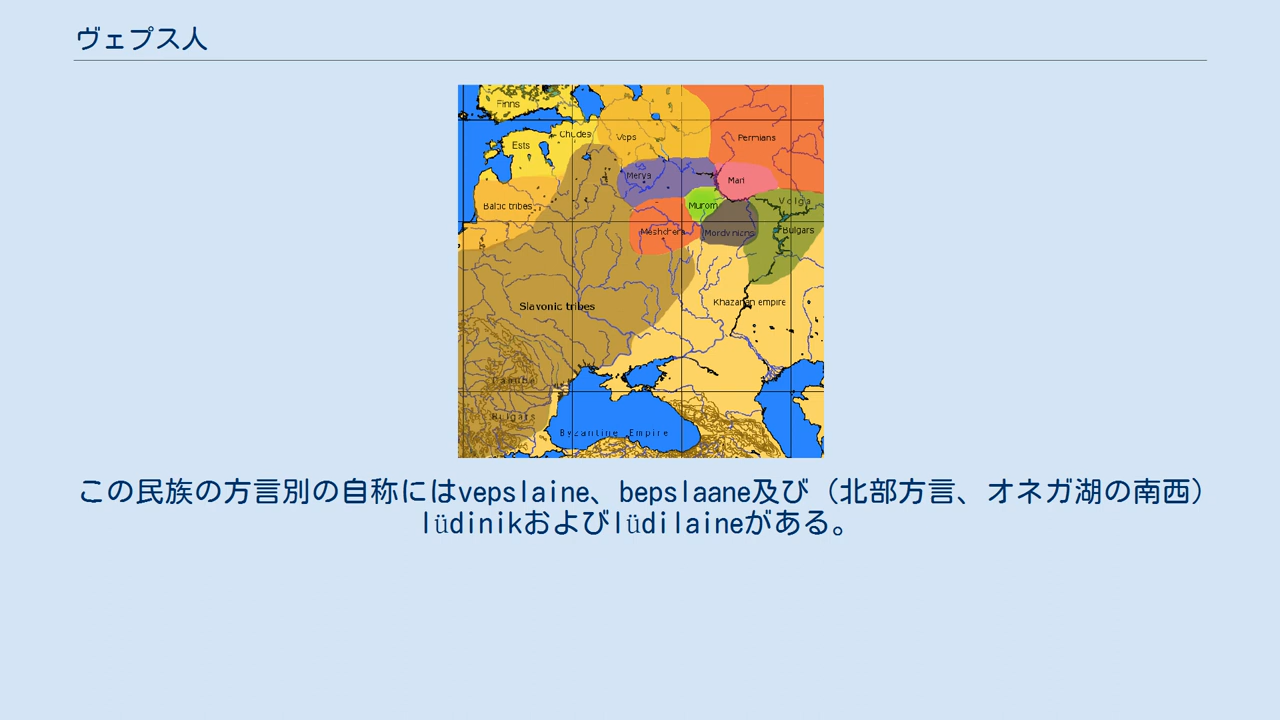 ヴェプス人
Finns
Chudes
Ests
Veps
Permians
Merya
Mari
Baltic tribes
Murom
Volga
Meshchera
Mordvinians
Bulgars
Slavonic tribes
Khazarian empire
Danube
Bulgars
Byzantine Empire
この民族の方言別の自称にはvepslaine、bepslaane及び（北部方言、オネガ湖の南西）
lüdinikおよびlüdilaineがある。